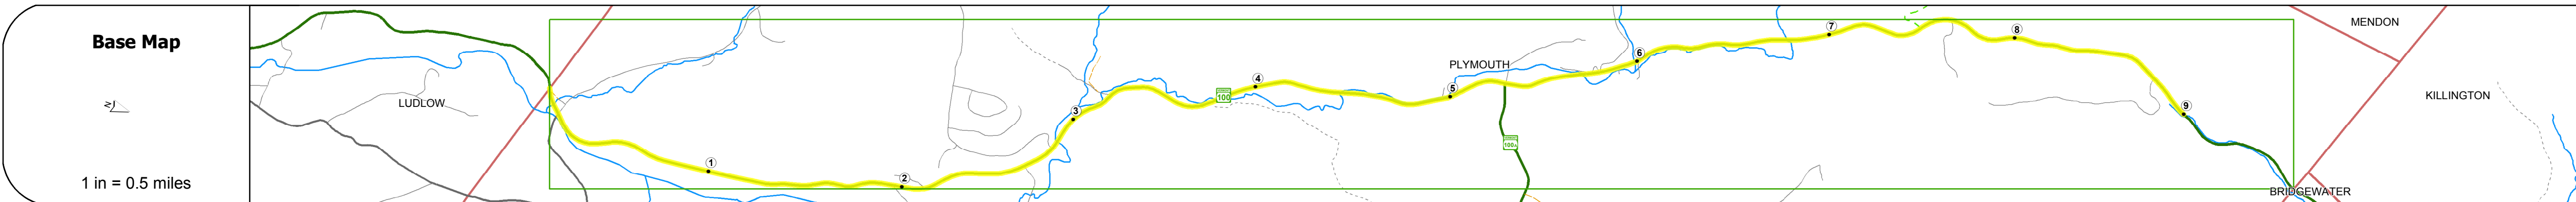 Base Map
N
1 in = 0.5 miles
LUDLOW
1
2
3
100
4
PLYMOUTH
5
100A
6
7
8
9
MENDON
KILLINGTON
BRIDGEWATER